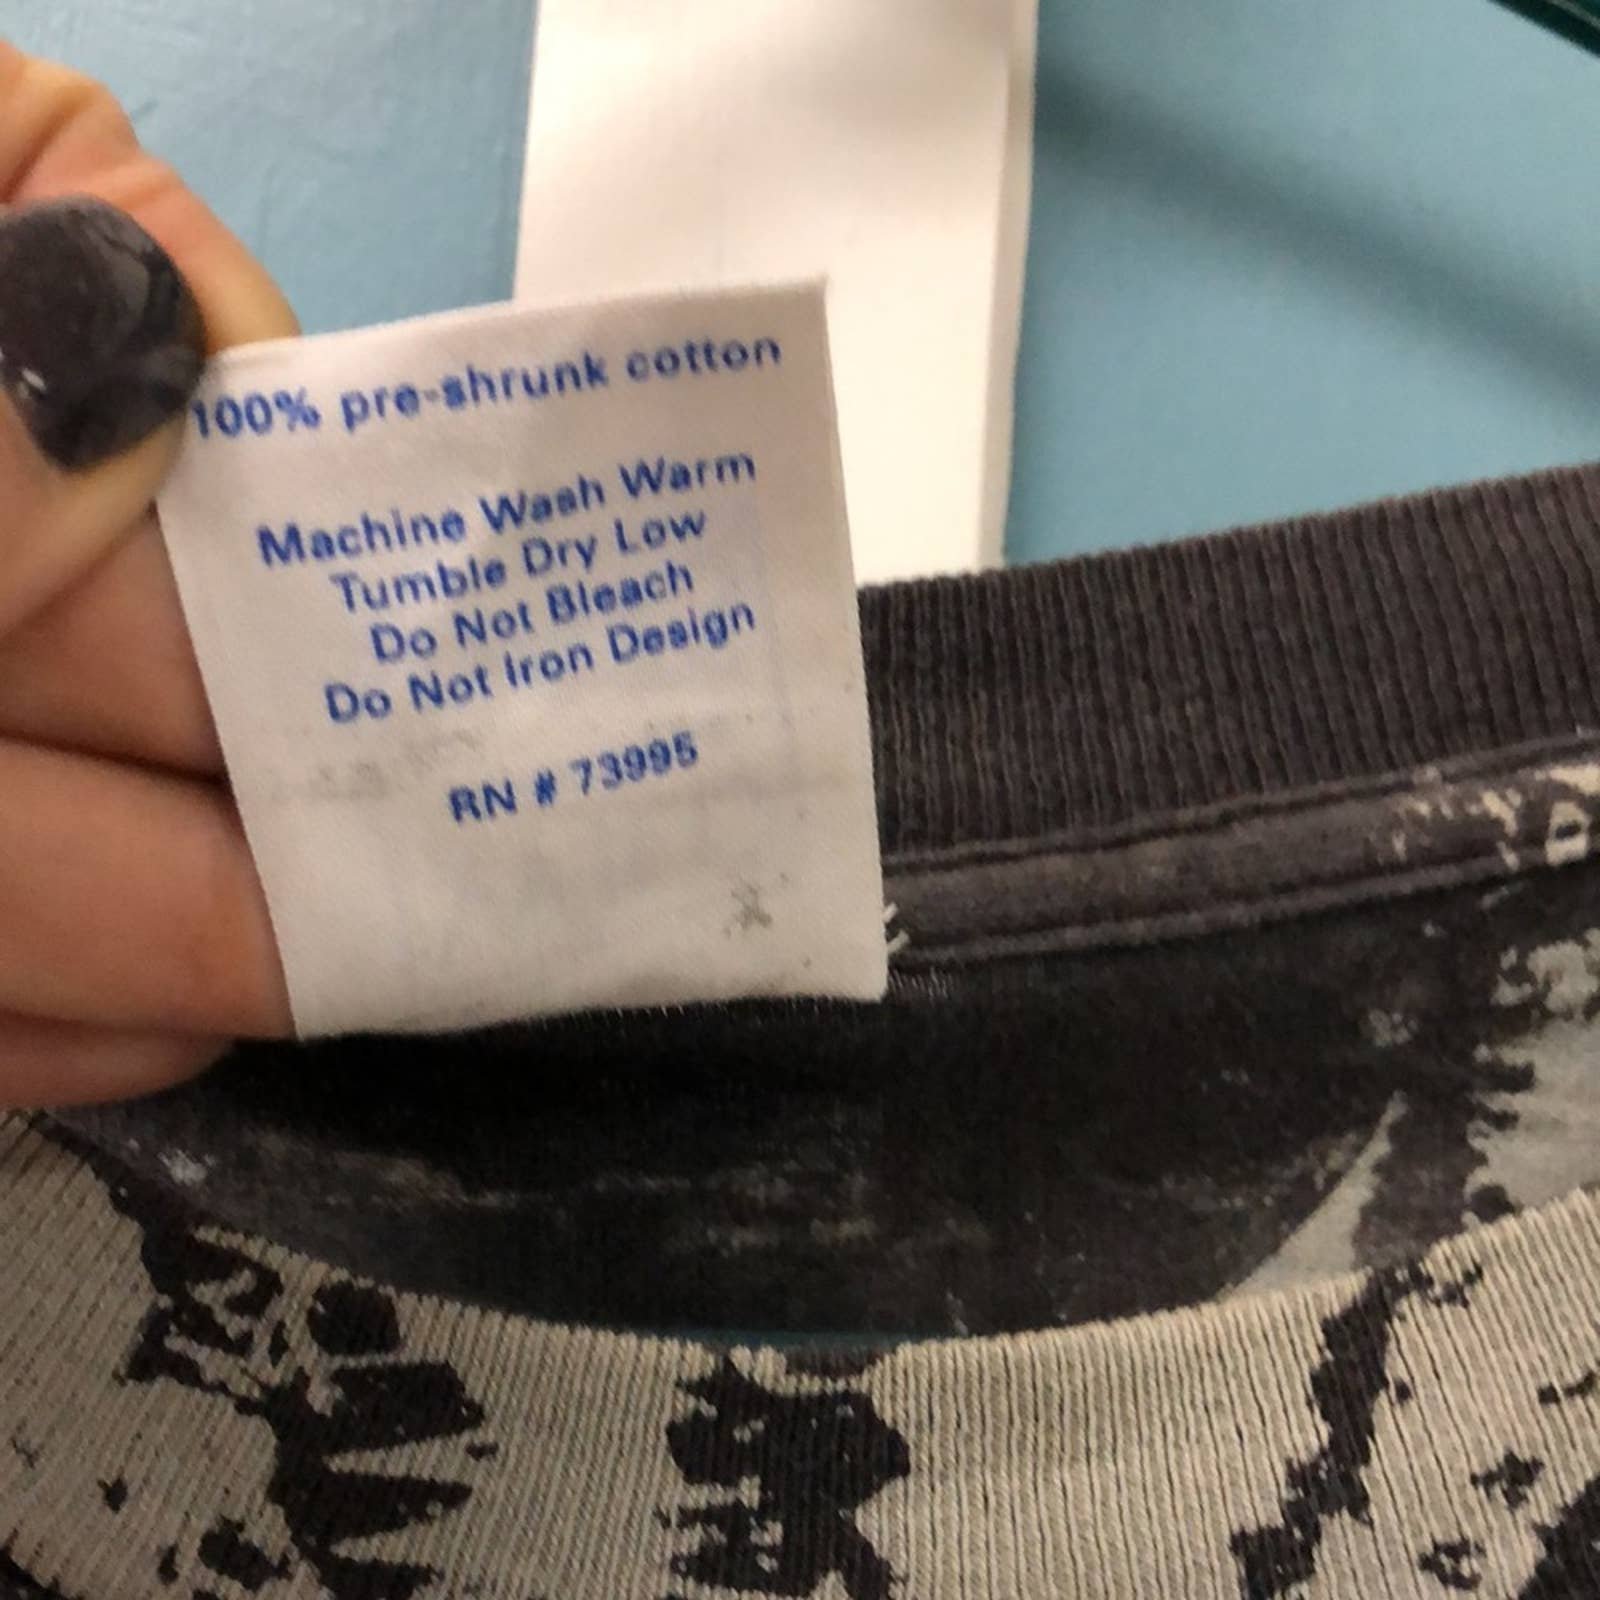 100% pre-shrunk cotton
Machine Wash Warm
Tumble Dry Low
Do Not Bleach
Do Not Iron Design
RN # 73995